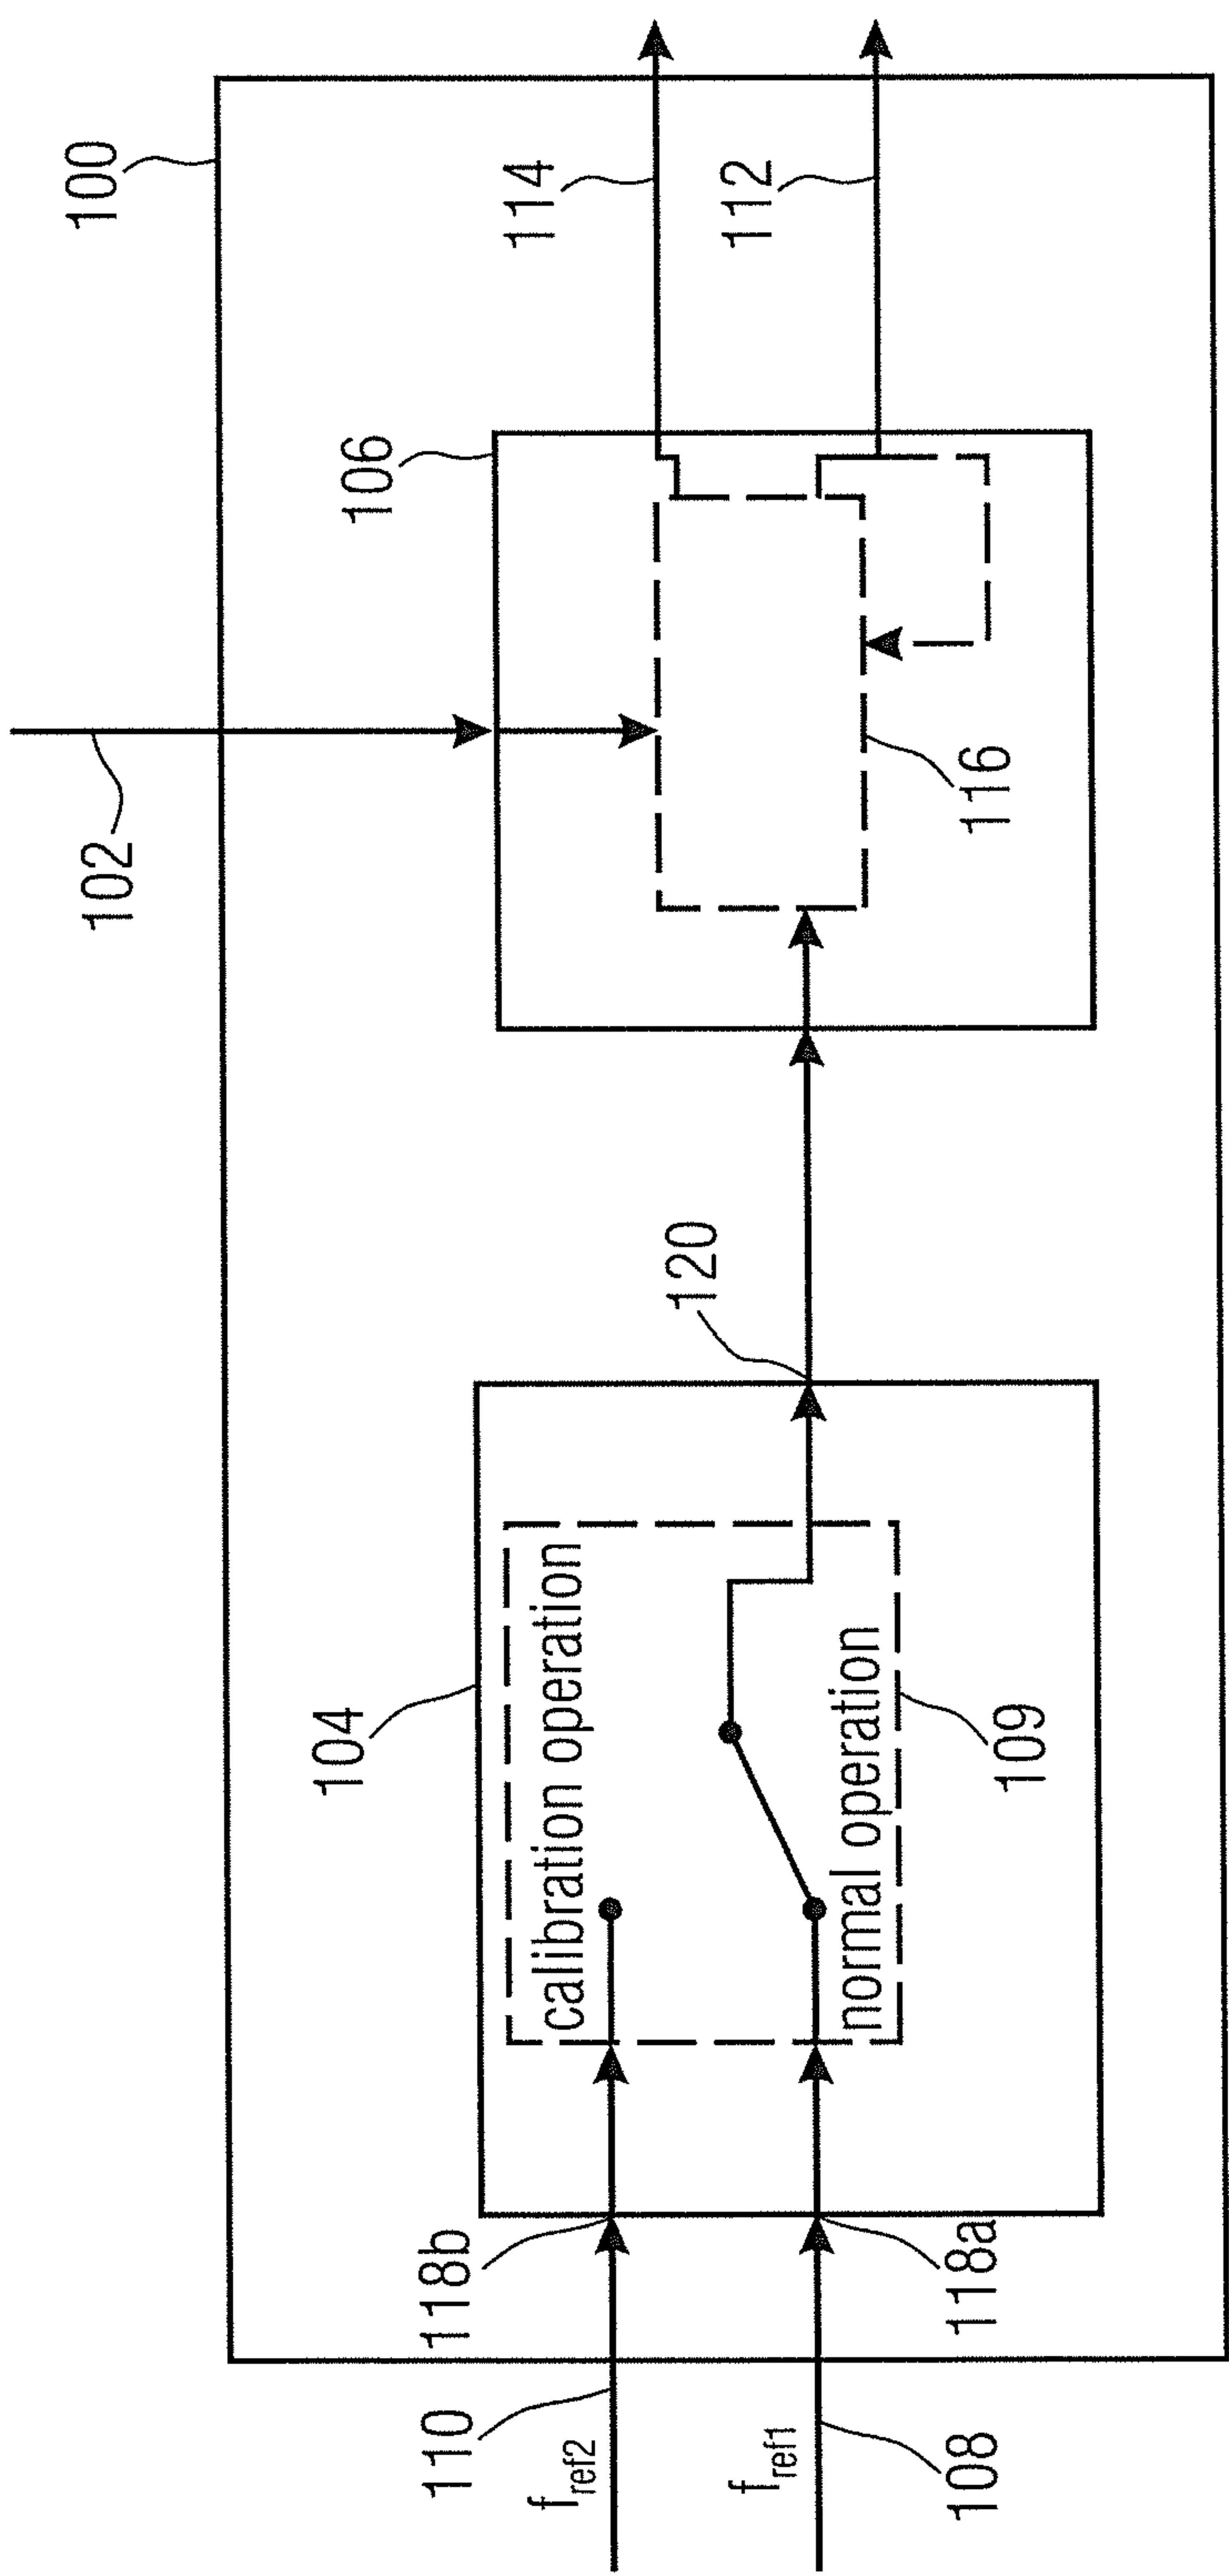 100
102
114
112
106
116
104
calibration operation
normal operation
109
120
118b
118a
110
f_ref2
f_ref1
108